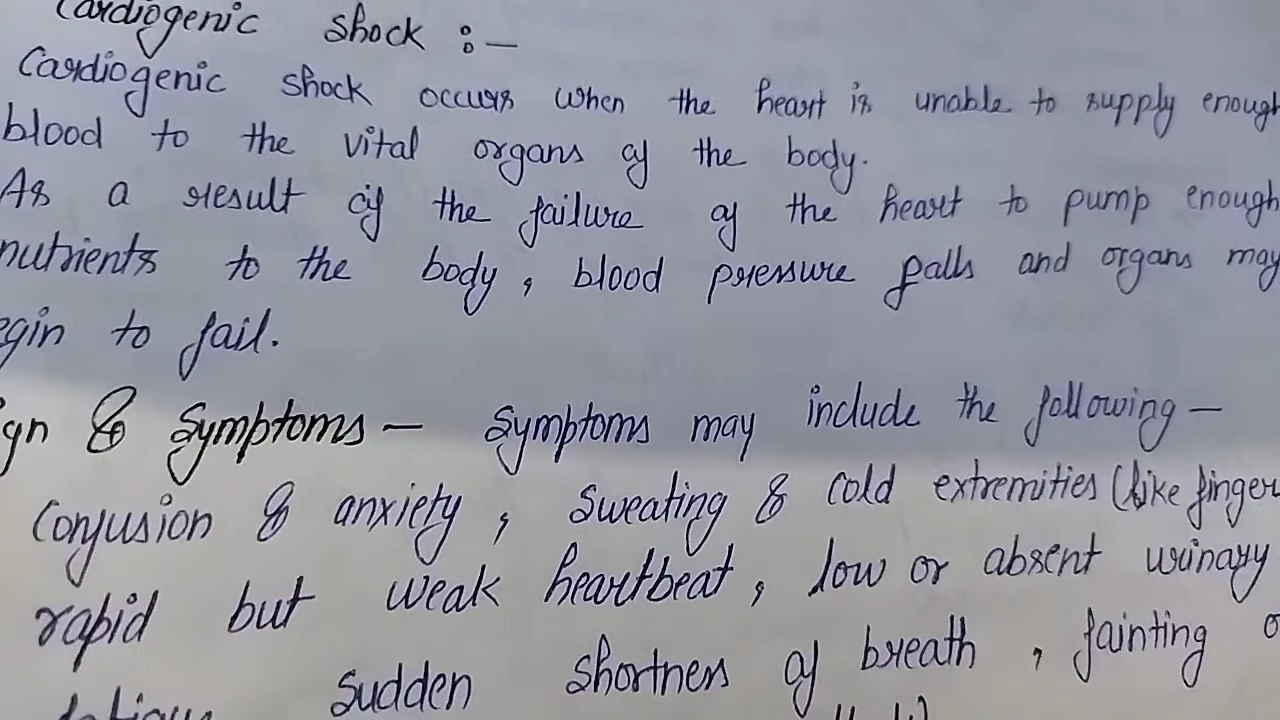 Cardiogenic shock :-
Cardiogenic shock occurs when the heart is unable to supply enough
blood to the vital organs of the body.
As a result of the failure of the heart to pump enough
nutrients to the body, blood pressure falls and organs may
egin to fail.
ign & Symptoms - Symptoms may include the following -
Confusion & anxiety, Sweating & cold extremities (like finger
rapid but weak heartbeat, low or absent urinary
sudden shortness of breath, fainting o